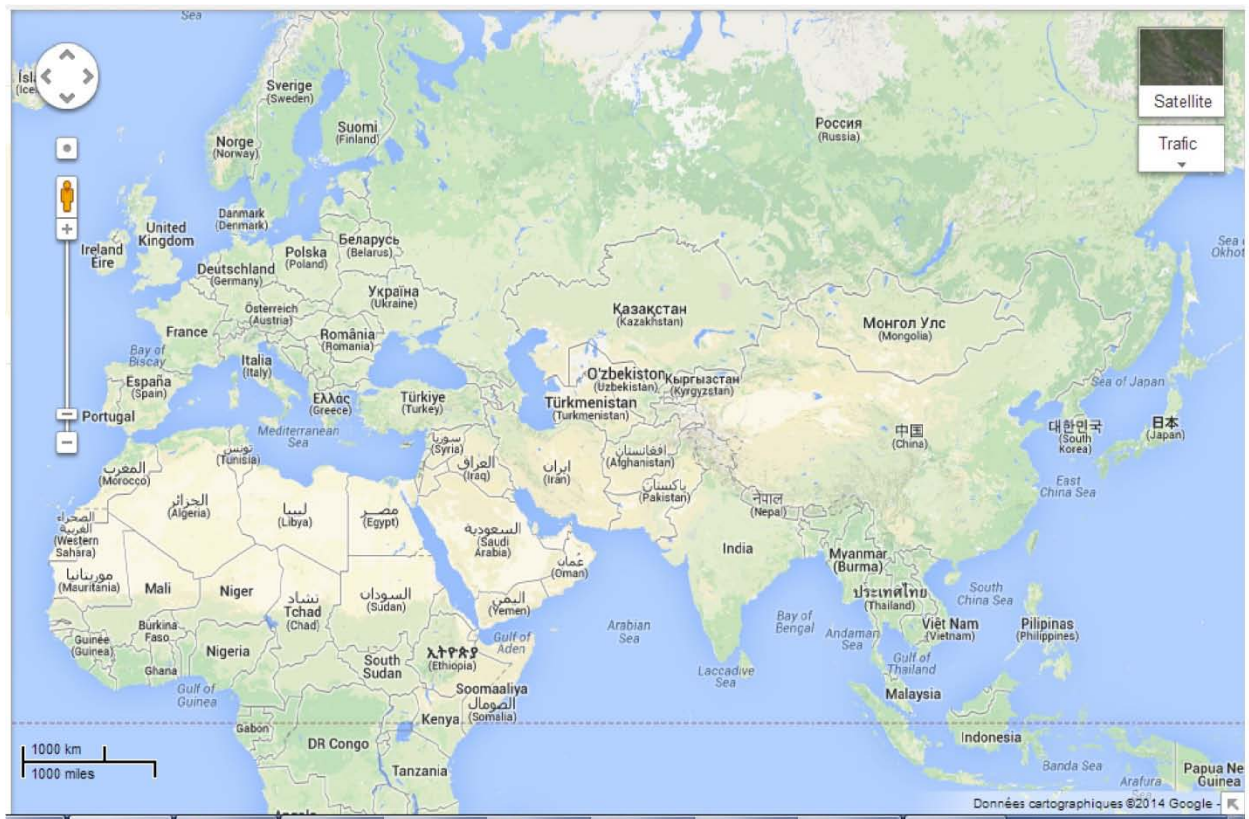 Sea
Satellite
Trafic
Sverige
(Sweden)
Suomi
(Finland)
Norge
(Norway)
Россия
(Russia)
Danmark
(Denmark)
United
Kingdom
Ireland
Éire
Polska
(Poland)
Беларусь
(Belarus)
Deutschland
(Germany)
Україна
(Ukraine)
Österreich
(Austria)
France
România
(Romania)
Қазақстан
(Kazakhstan)
Монгол Улс
(Mongolia)
Bay of
Biscay
Italia
(Italy)
España
(Spain)
Portugal
Ελλάς
(Greece)
Türkiye
(Turkey)
O'zbekiston
(Uzbekistan)
Кыргызстан
(Kyrgyzstan)
Türkmenistan
(Turkmenistan)
Sea of Japan
中国
(China)
대한민국
(South
Korea)
日本
(Japan)
Mediterranean
Sea
تونس
(Tunisia)
سوريا
(Syria)
العراق
(Iraq)
ایران
(Iran)
افغانستان
(Afghanistan)
پاکستان
(Pakistan)
नेपाल
(Nepal)
East
China Sea
المغرب
(Morocco)
الجزائر
(Algeria)
ليبيا
(Libya)
مصر
(Egypt)
السعودية
(Saudi
Arabia)
الصحراء
الغربية
(Western
Sahara)
عُمان
(Oman)
India
Myanmar
(Burma)
موريتانيا
(Mauritania)
Mali
Niger
تشاد
Tchad
(Chad)
السودان
(Sudan)
اليمن
(Yemen)
ประเทศไทย
(Thailand)
South
China Sea
Việt Nam
(Vietnam)
Pilipinas
(Philippines)
Guinée
(Guinea)
Burkina
Faso
Nigeria
Ghana
Gulf of
Guinea
South
Sudan
ኢትዮጵያ
(Ethiopia)
Gulf of
Aden
Arabian
Sea
Bay of
Bengal
Andaman
Sea
Gulf of
Thailand
Laccadive
Sea
Soomaaliya
الصومال
(Somalia)
Malaysia
Gabon
DR Congo
Kenya
Tanzania
Indonesia
Banda Sea
Arafura
Papua Ne
Guinea
1000 km
1000 miles
Données cartographiques ©2014 Google -